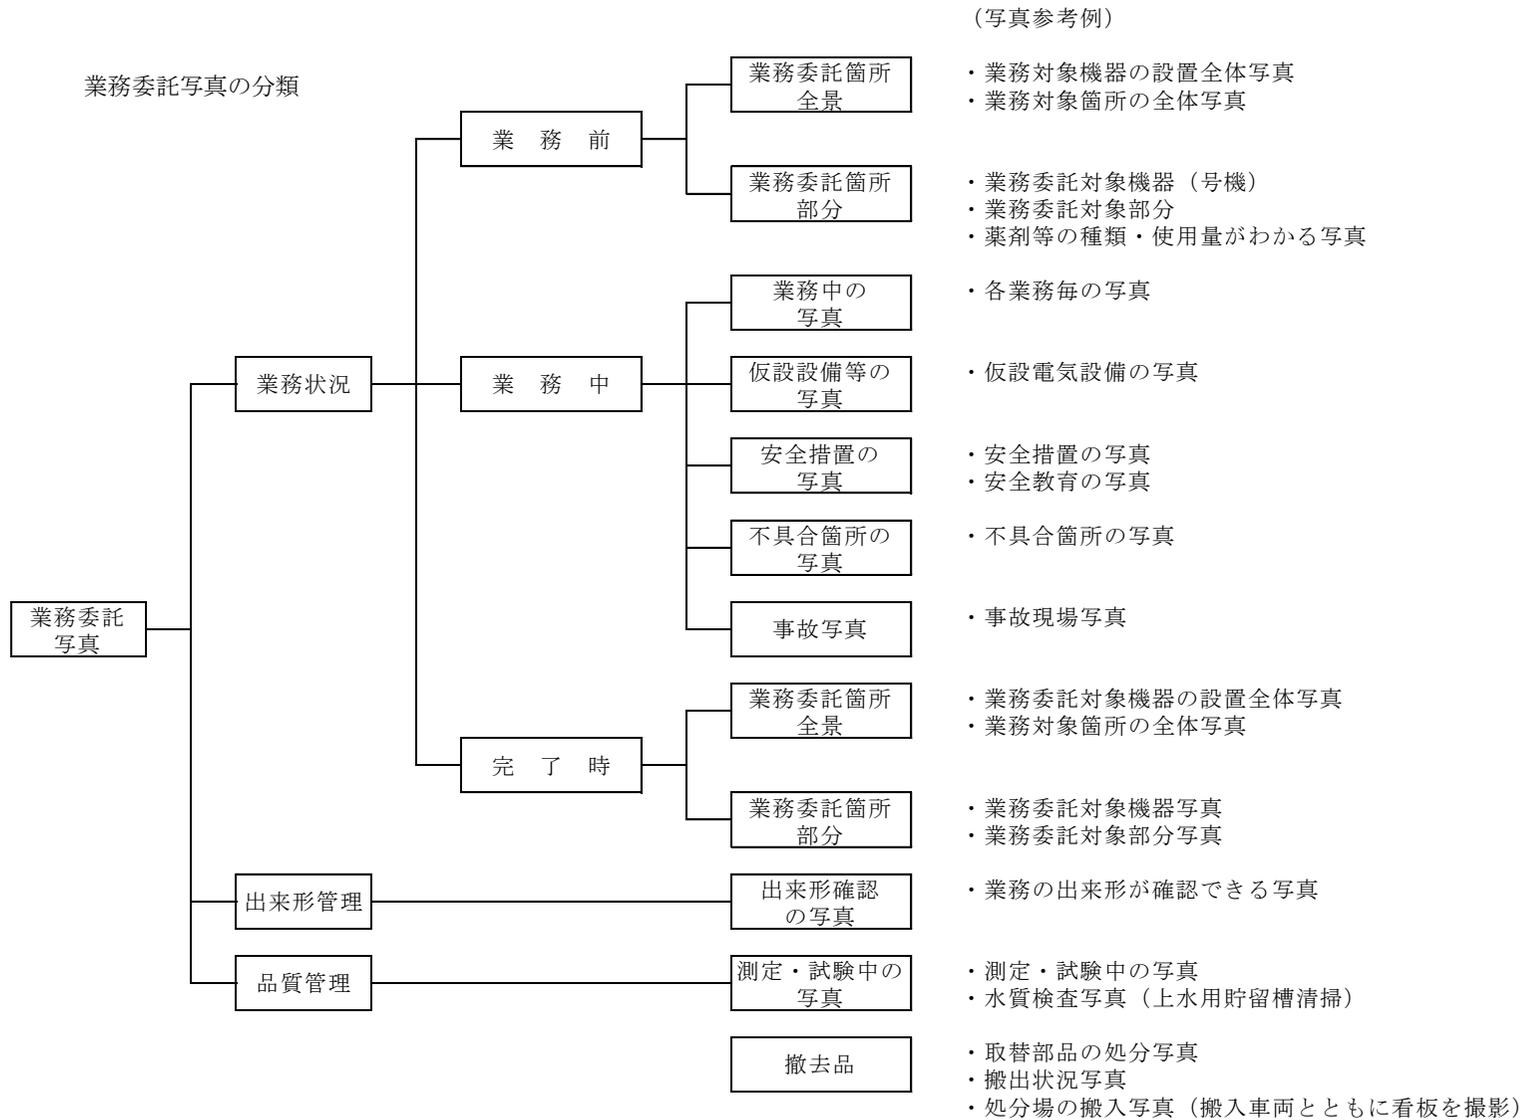 （写真参考例）
業務委託写真の分類
業務委託箇所
全景
・業務対象機器の設置全体写真
・業務対象箇所の全体写真
業　務　前
業務委託箇所
部分
・業務委託対象機器（号機）
・業務委託対象部分
・薬剤等の種類・使用量がわかる写真
業務中の
写真
・各業務毎の写真
業務状況
業　務　中
仮設設備等の
写真
・仮設電気設備の写真
安全措置の
写真
・安全措置の写真
・安全教育の写真
不具合箇所の
写真
・不具合箇所の写真
業務委託
写真
事故写真
・事故現場写真
業務委託箇所
全景
・業務委託対象機器の設置全体写真
・業務対象箇所の全体写真
完　了　時
業務委託箇所
部分
・業務委託対象機器写真
・業務委託対象部分写真
出来形管理
出来形確認
の写真
・業務の出来形が確認できる写真
品質管理
測定・試験中の
写真
・測定・試験中の写真
・水質検査写真（上水用貯留槽清掃）
撤去品
・取替部品の処分写真
・搬出状況写真
・処分場の搬入写真（搬入車両とともに看板を撮影）